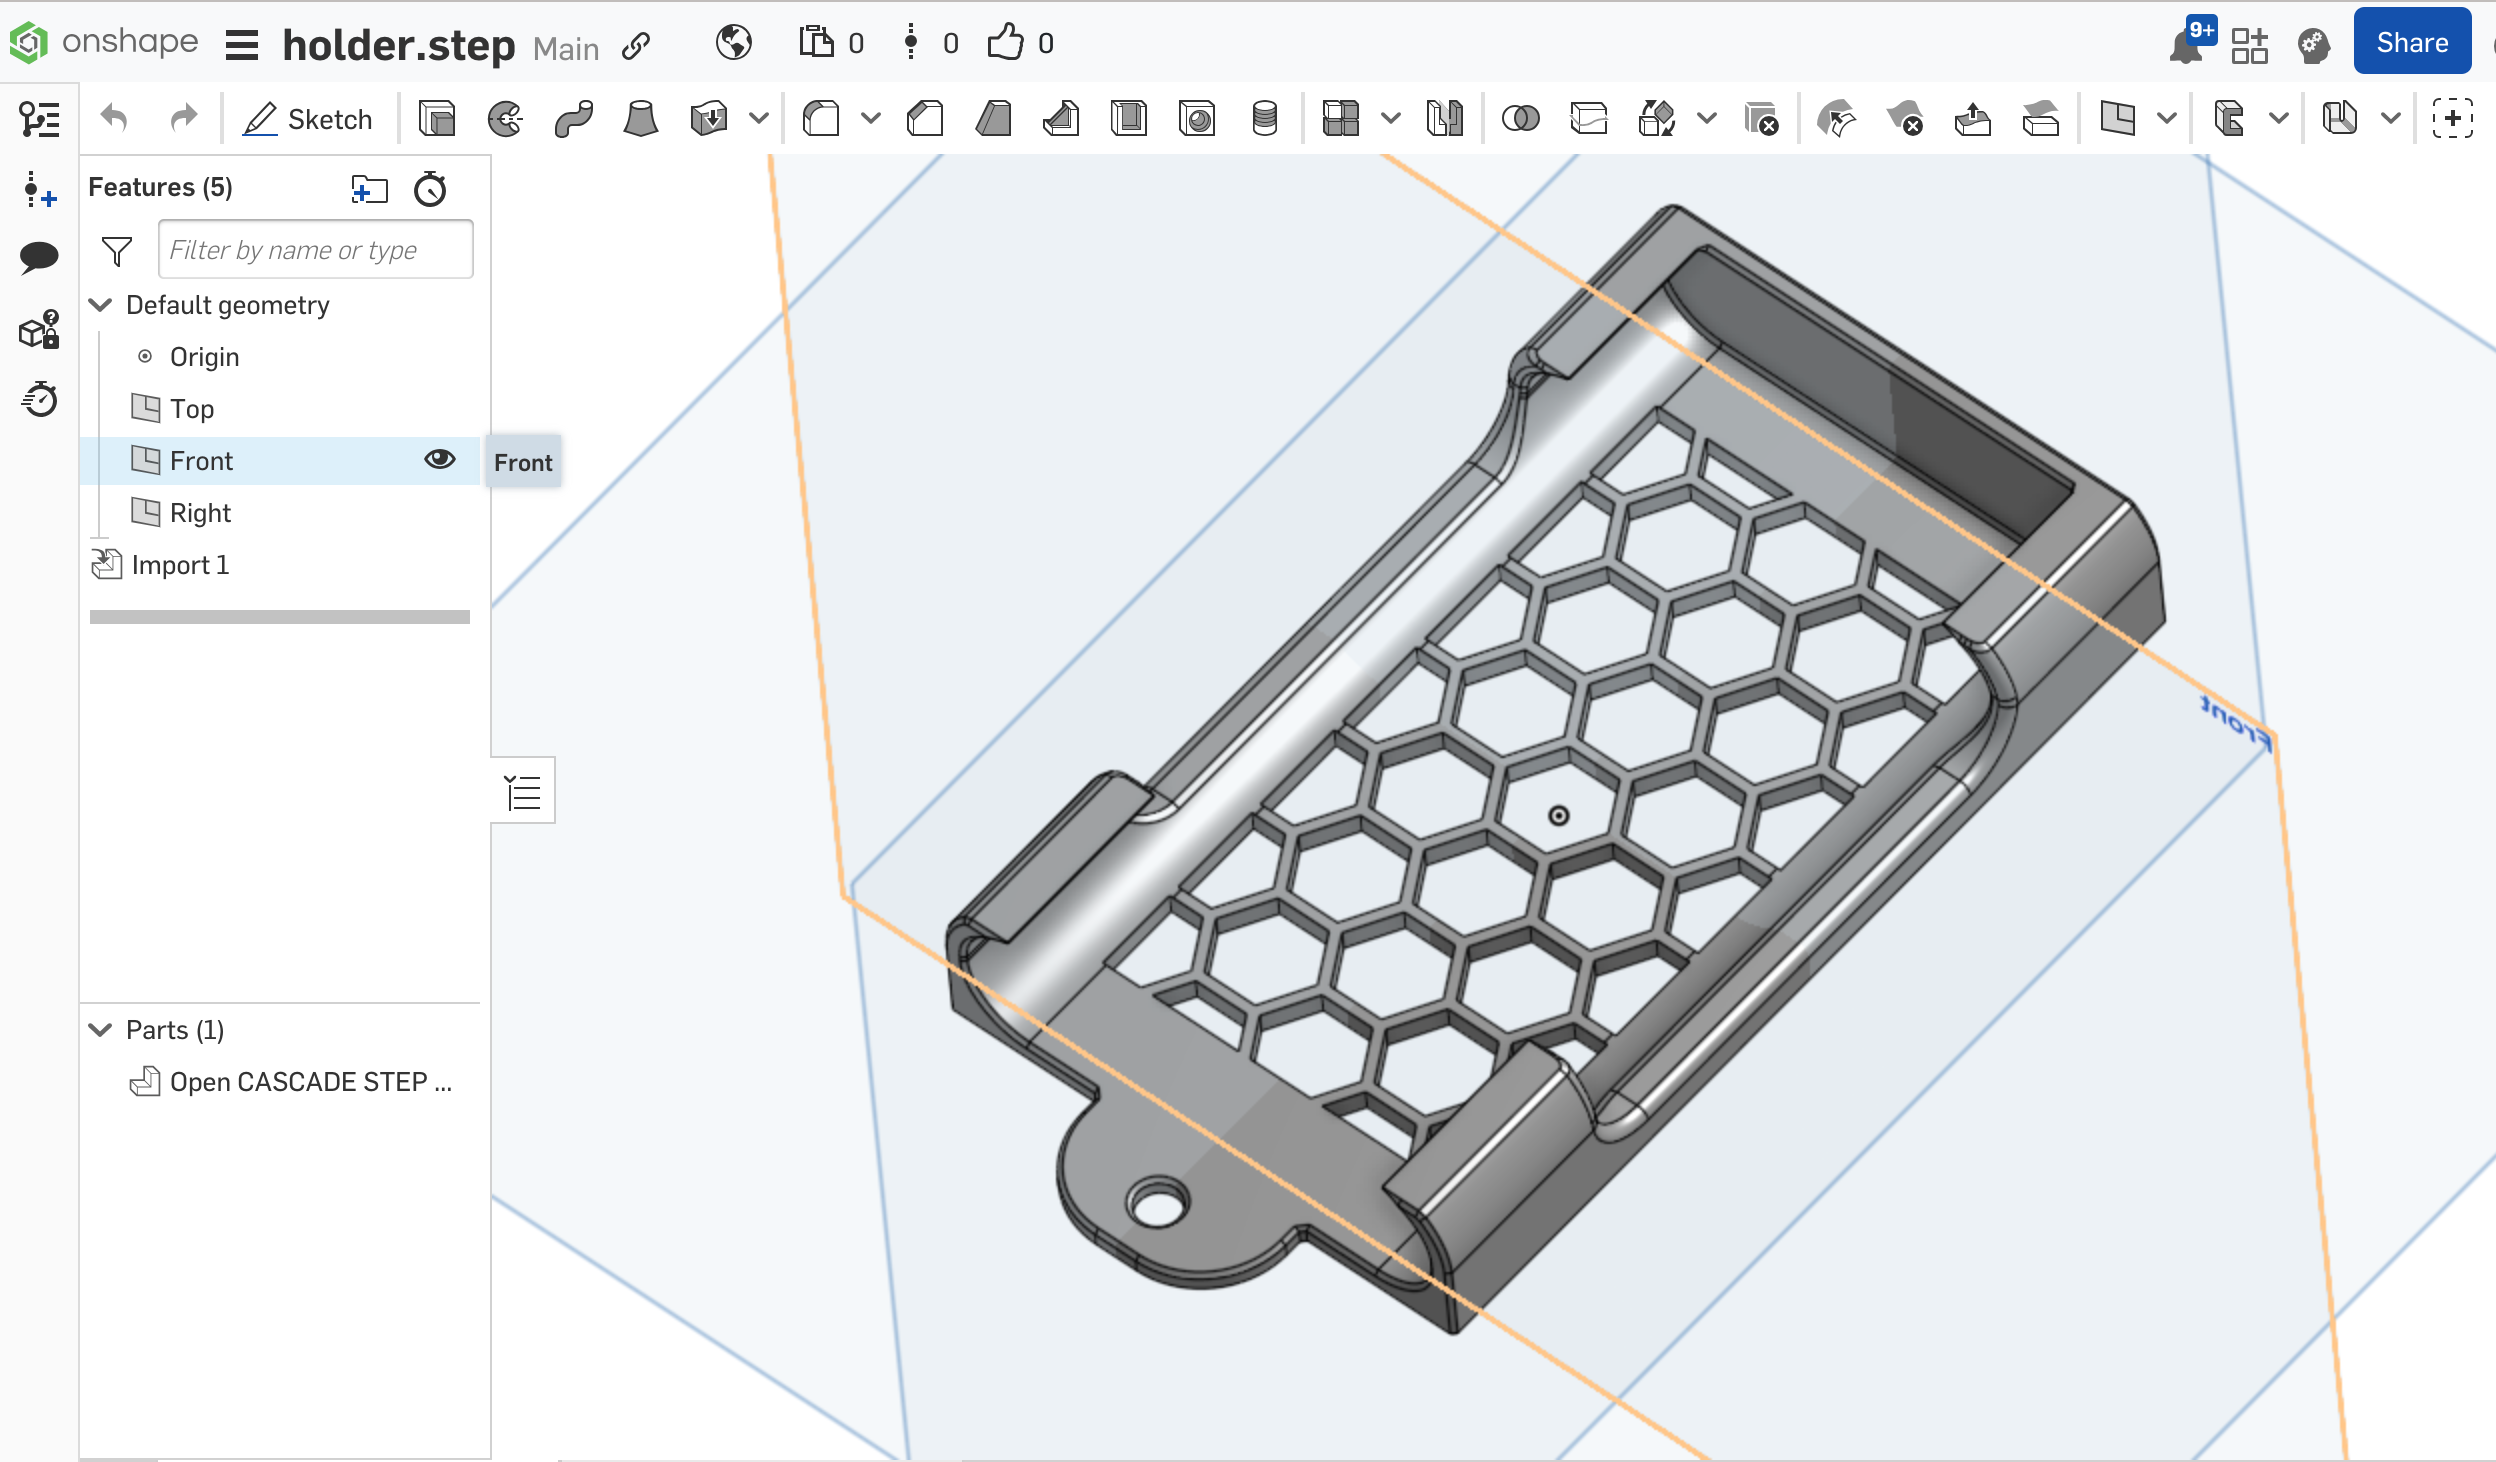 onshape holder.step Main 0 0 0 9+ Share
Sketch
Features (5)
Filter by name or type
Default geometry
Origin
Top
Front
Front
Right
Import 1
Front
Parts (1)
Open CASCADE STEP ...